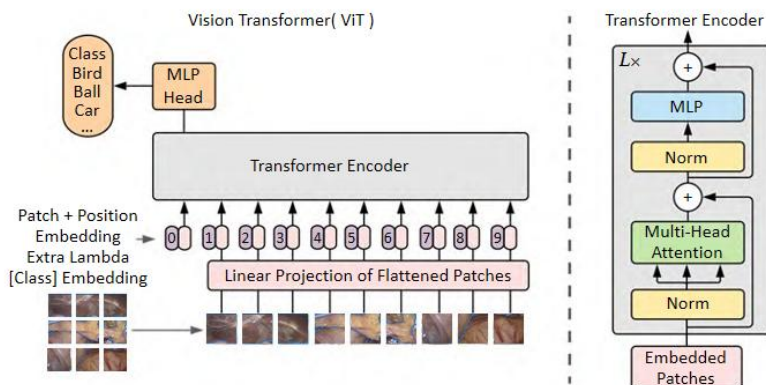 Vision Transformer( ViT )
Class
Bird
Ball
Car
...
MLP
Head
Transformer Encoder
Patch + Position
Embedding
Extra Lambda
[Class] Embedding
0 1 2 3 4 5 6 7 8 9
Linear Projection of Flattened Patches
Transformer Encoder
L×
+
MLP
Norm
+
Multi-Head
Attention
Norm
Embedded
Patches